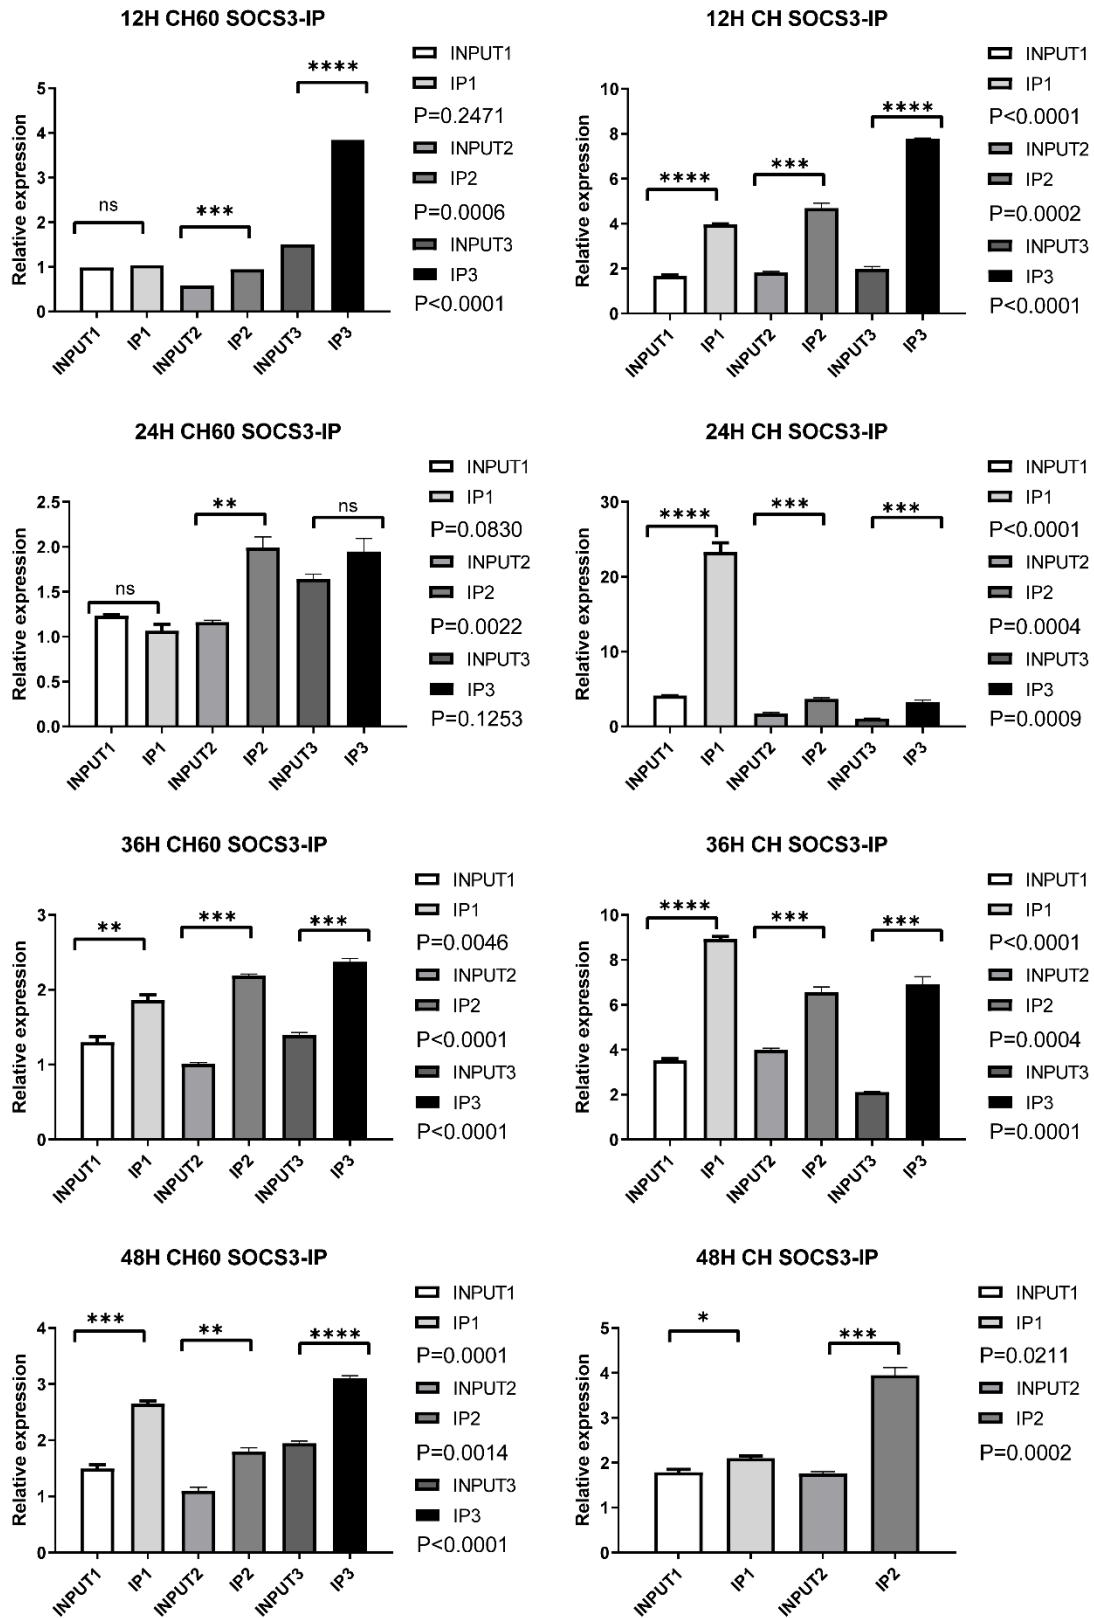 12H CH60 SOCS3-IP
Relative expression
5
4
3
2
1
0
ns
***
****
INPUT1
IP1
INPUT2
IP2
INPUT3
IP3
INPUT1
IP1
P=0.2471
INPUT2
IP2
P=0.0006
INPUT3
IP3
P<0.0001
12H CH SOCS3-IP
Relative expression
10
8
6
4
2
0
****
***
****
INPUT1
IP1
INPUT2
IP2
INPUT3
IP3
INPUT1
IP1
P<0.0001
INPUT2
IP2
P=0.0002
INPUT3
IP3
P<0.0001
24H CH60 SOCS3-IP
Relative expression
2.5
2.0
1.5
1.0
0.5
0.0
ns
**
ns
INPUT1
IP1
INPUT2
IP2
INPUT3
IP3
INPUT1
IP1
P=0.0830
INPUT2
IP2
P=0.0022
INPUT3
IP3
P=0.1253
24H CH SOCS3-IP
Relative expression
30
20
10
0
****
***
***
INPUT1
IP1
INPUT2
IP2
INPUT3
IP3
INPUT1
IP1
P<0.0001
INPUT2
IP2
P=0.0004
INPUT3
IP3
P=0.0009
36H CH60 SOCS3-IP
Relative expression
3
2
1
0
**
***
***
INPUT1
IP1
INPUT2
IP2
INPUT3
IP3
INPUT1
IP1
P=0.0046
INPUT2
IP2
P<0.0001
INPUT3
IP3
P<0.0001
36H CH SOCS3-IP
Relative expression
10
8
6
4
2
0
****
***
***
INPUT1
IP1
INPUT2
IP2
INPUT3
IP3
INPUT1
IP1
P<0.0001
INPUT2
IP2
P=0.0004
INPUT3
IP3
P=0.0001
48H CH60 SOCS3-IP
Relative expression
4
3
2
1
0
***
**
****
INPUT1
IP1
INPUT2
IP2
INPUT3
IP3
INPUT1
IP1
P=0.0001
INPUT2
IP2
P=0.0014
INPUT3
IP3
P<0.0001
48H CH SOCS3-IP
Relative expression
5
4
3
2
1
0
*
***
INPUT1
IP1
INPUT2
IP2
INPUT1
IP1
P=0.0211
INPUT2
IP2
P=0.0002